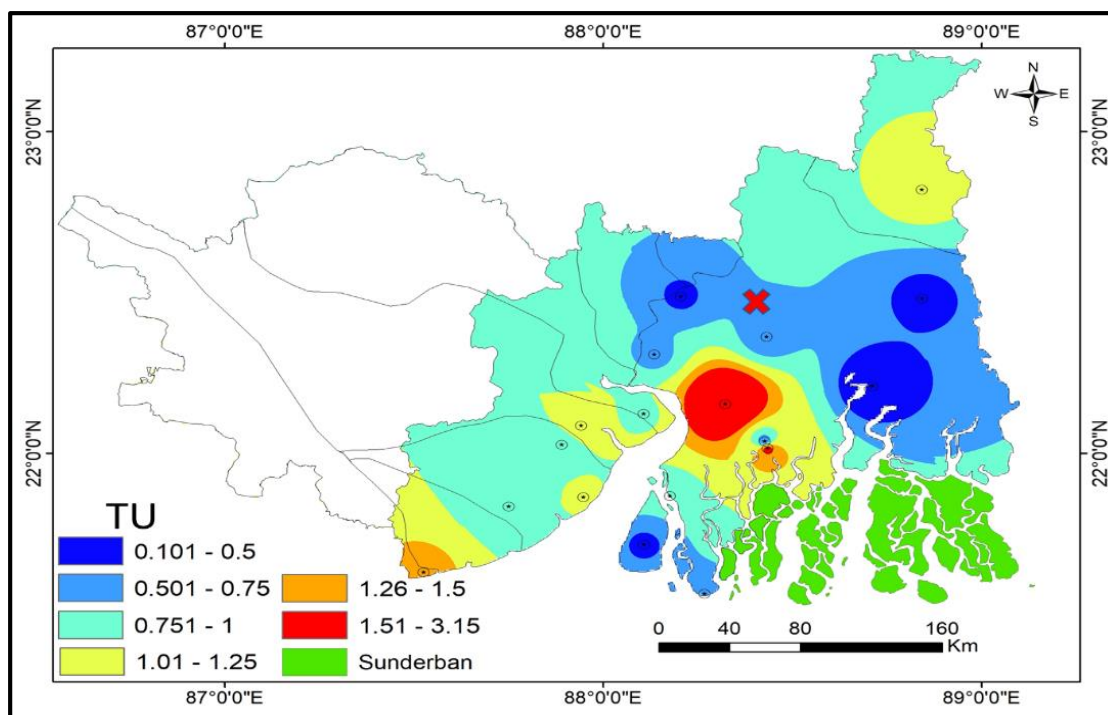 87°0'0"E 88°0'0"E 89°0'0"E
N
W E
S
23°0'0"N 23°0'0"N
22°0'0"N 22°0'0"N
TU
0.101 - 0.5
0.501 - 0.75 1.26 - 1.5
0.751 - 1 1.51 - 3.15
1.01 - 1.25 Sunderban
0 40 80 160
Km
87°0'0"E 88°0'0"E 89°0'0"E